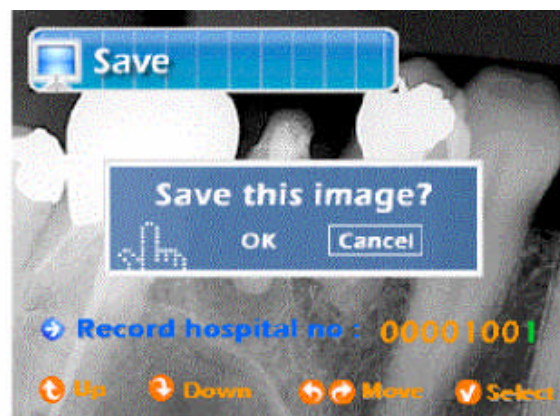 Save
Save this image?
OK Cancel
Record hospital no : 00001001
Up Down Move Select